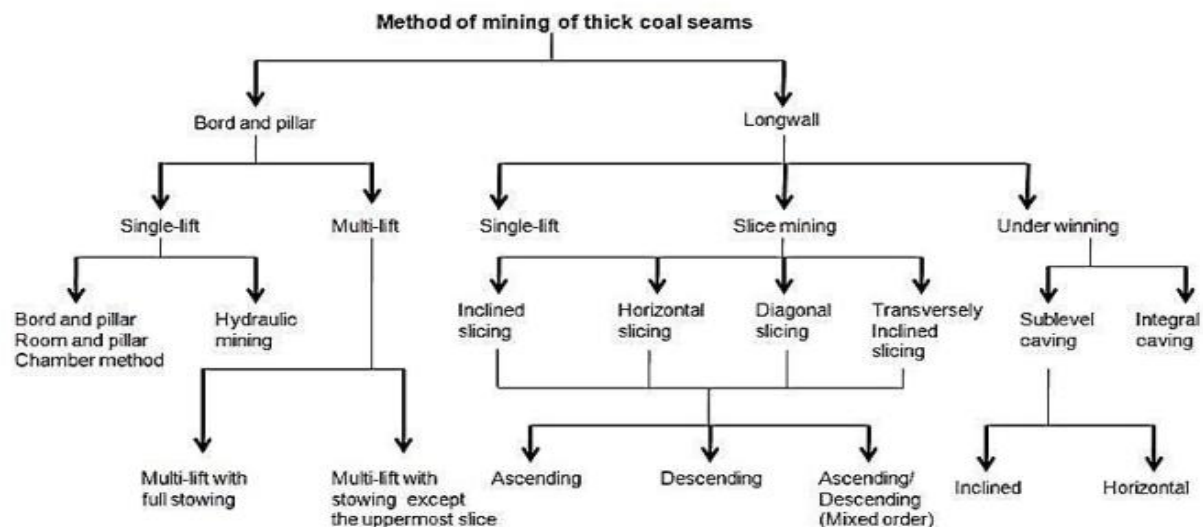 Method of mining of thick coal seams
Bord and pillar
Longwall
Single-lift
Multi-lift
Single-lift
Slice mining
Under winning
Bord and pillar
Room and pillar
Chamber method
Hydraulic
mining
Inclined
slicing
Horizontal
slicing
Diagonal
slicing
Transversely
Inclined
slicing
Sublevel
caving
Integral
caving
Multi-lift with
full stowing
Multi-lift with
stowing except
the uppermost slice
Ascending
Descending
Ascending/
Descending
(Mixed order)
Inclined
Horizontal